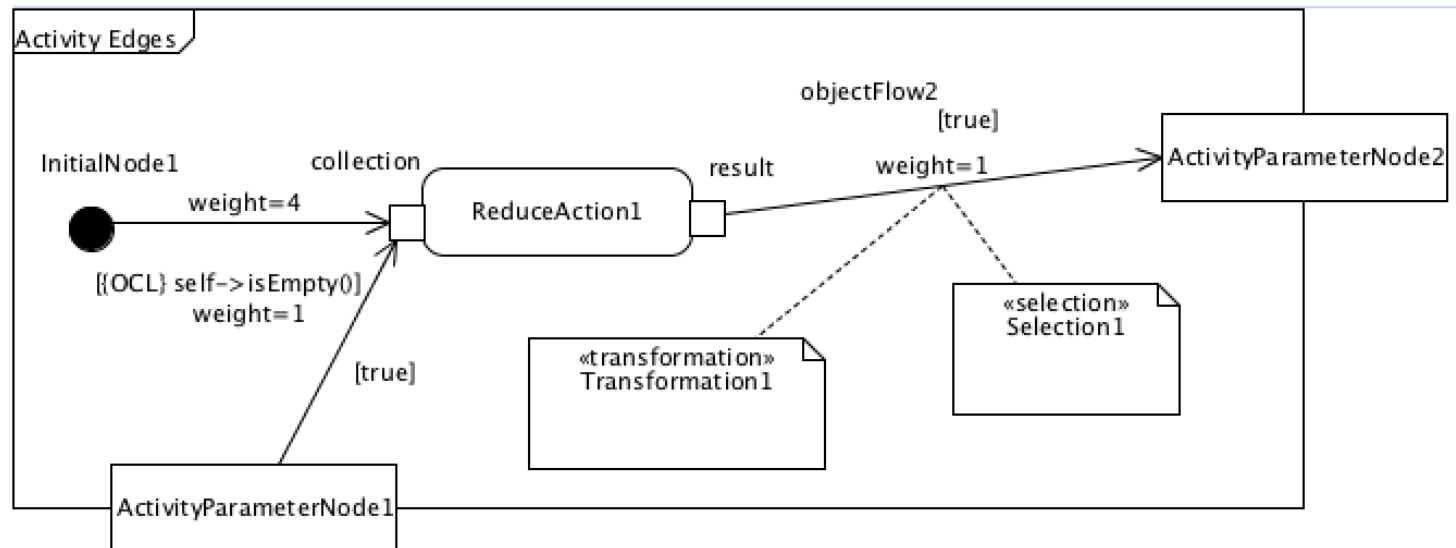 Activity Edges
objectFlow2
[true]
InitialNode1
collection
result
weight=1
ActivityParameterNode2
weight=4
ReduceAction1
[{OCL} self->isEmpty()]
weight=1
«selection»
Selection1
«transformation»
Transformation1
[true]
ActivityParameterNode1